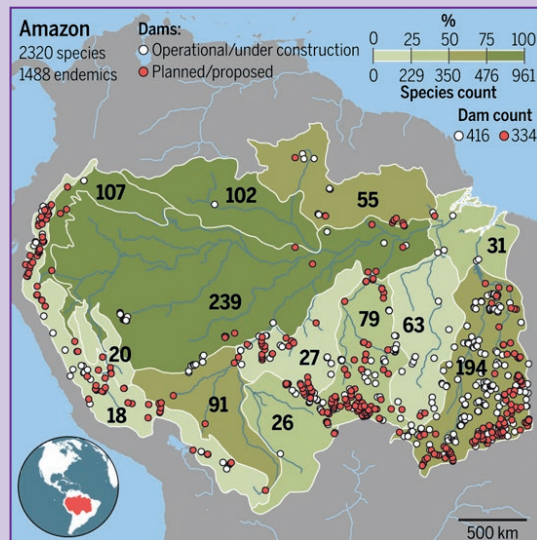 Amazon
2320 species
1488 endemics
Dams:
Operational/under construction
Planned/proposed
%
0 50 75 100
0 229 350 476 961
Species count
Dam count
416 334
107
102
55
31
239
79
63
20
27
194
18
91
26
500 km